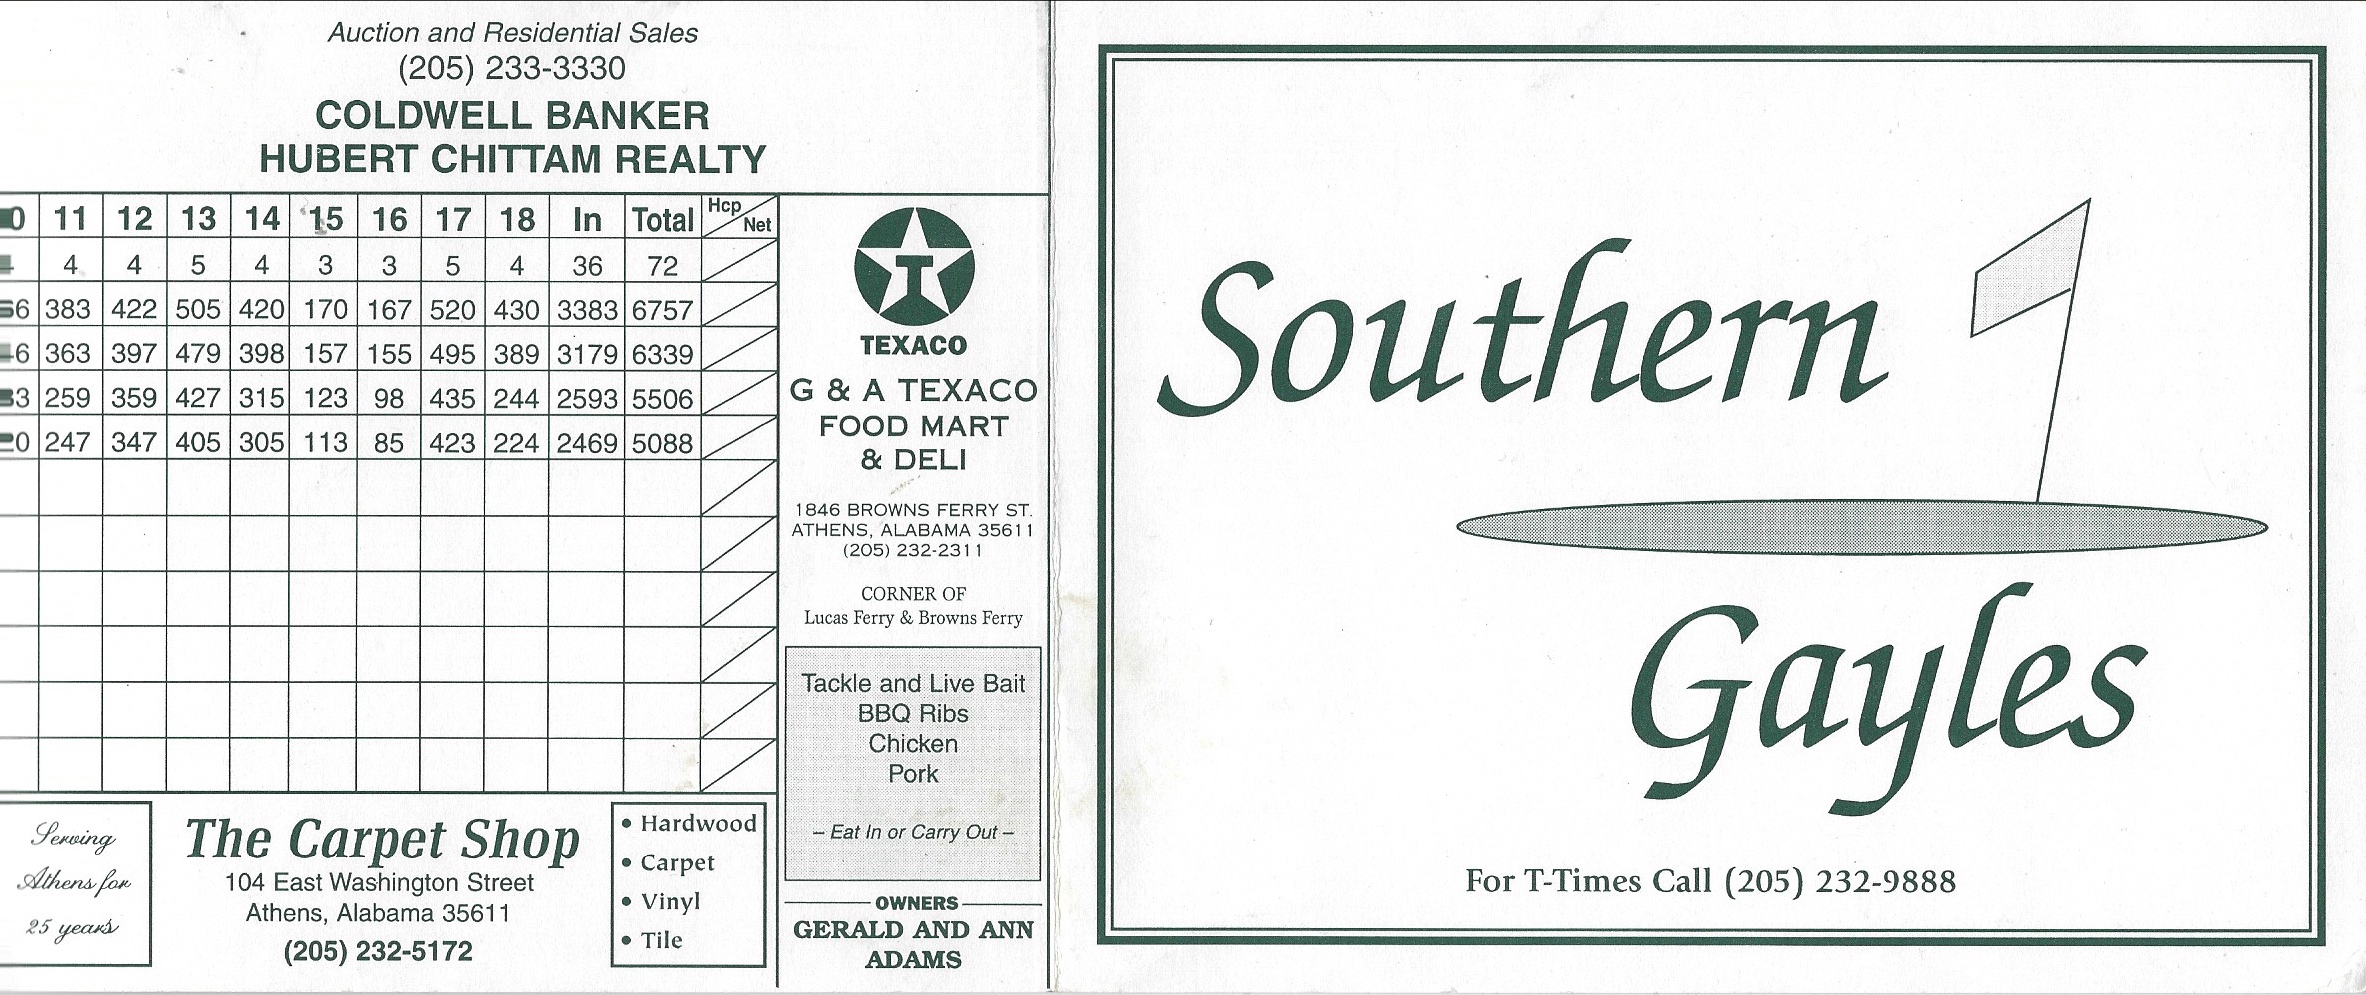 Auction and Residential Sales
(205) 233-3330
COLDWELL BANKER
HUBERT CHITTAM REALTY
0 11 12 13 14 15 16 17 18 In Total Hcp Net
4 4 5 4 3 3 5 4 36 72
6 383 422 505 420 170 167 520 430 3383 6757
6 363 397 479 398 157 155 495 389 3179 6339
3 259 359 427 315 123 98 435 244 2593 5506
0 247 347 405 305 113 85 423 224 2469 5088
Serving
Athens for
25 years
The Carpet Shop
104 East Washington Street
Athens, Alabama 35611
(205) 232-5172
• Hardwood
• Carpet
• Vinyl
• Tile
TEXACO
G & A TEXACO
FOOD MART
& DELI
1846 BROWNS FERRY ST.
ATHENS, ALABAMA 35611
(205) 232-2311
CORNER OF
Lucas Ferry & Browns Ferry
Tackle and Live Bait
BBQ Ribs
Chicken
Pork
– Eat In or Carry Out –
OWNERS
GERALD AND ANN
ADAMS
Southern
Gayles
For T-Times Call (205) 232-9888